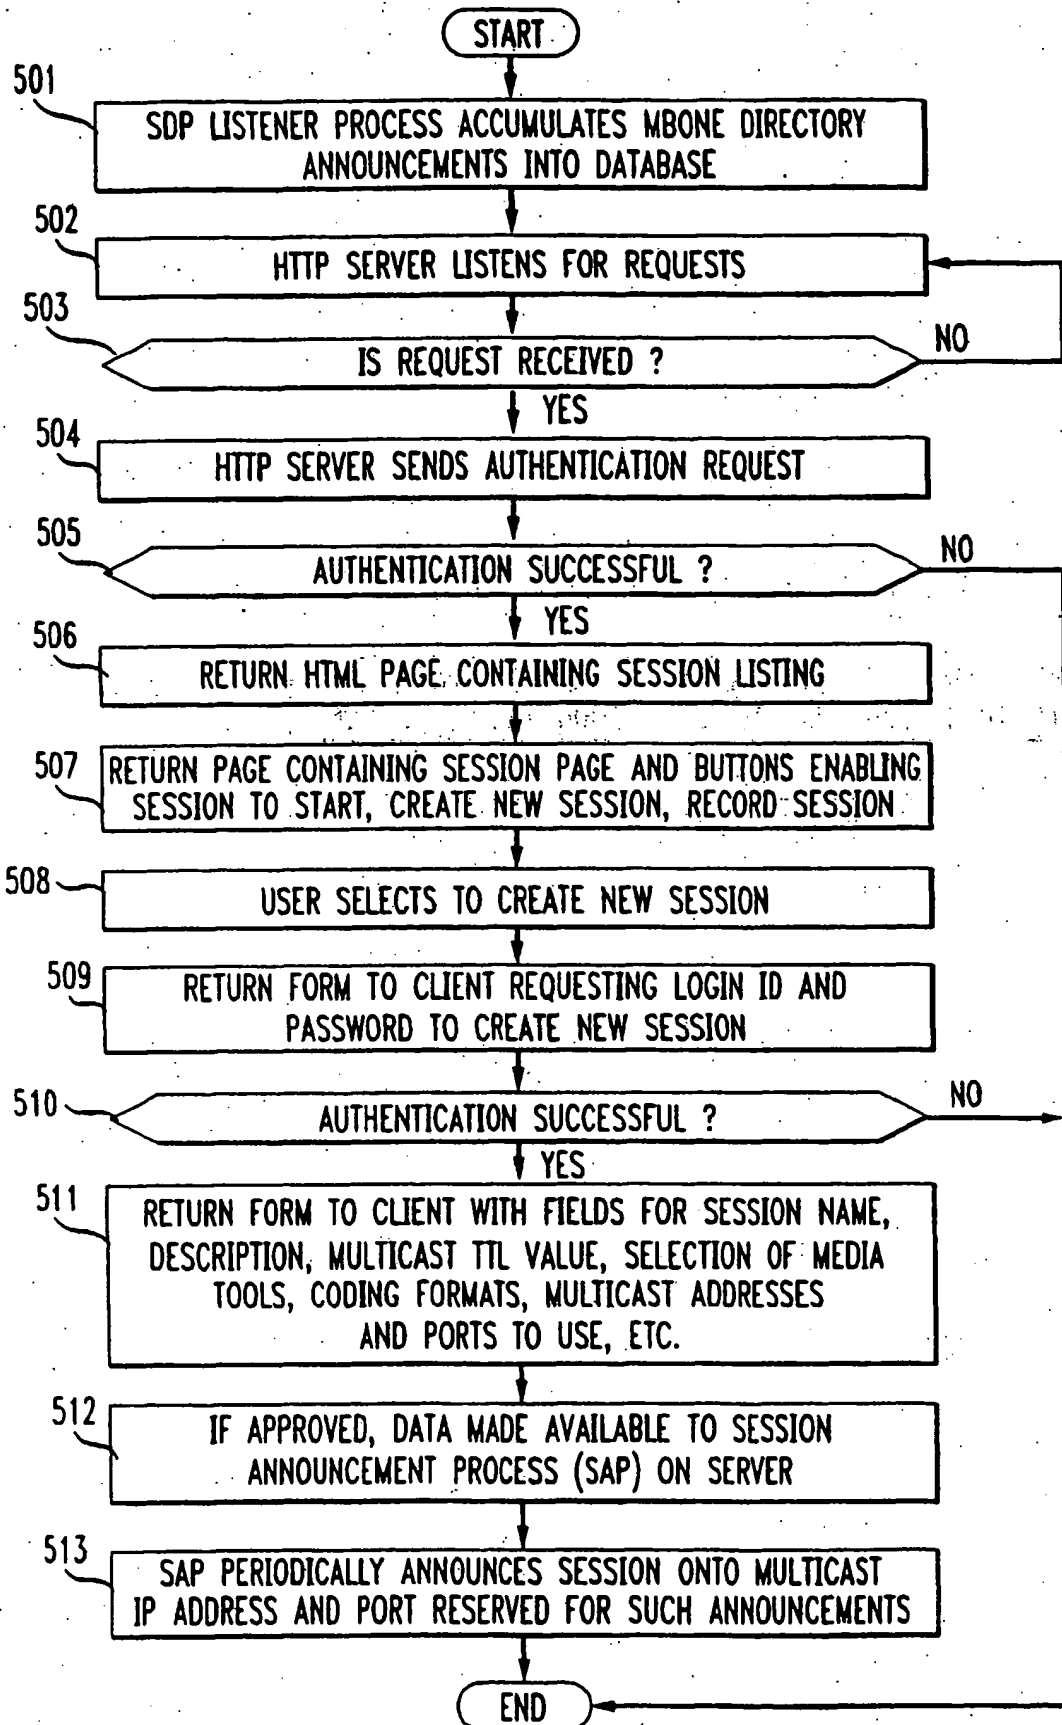 START
501
SDP LISTENER PROCESS ACCUMULATES MBONE DIRECTORY
ANNOUNCEMENTS INTO DATABASE
502
HTTP SERVER LISTENS FOR REQUESTS
503
IS REQUEST RECEIVED ?
NO
YES
504
HTTP SERVER SENDS AUTHENTICATION REQUEST
505
AUTHENTICATION SUCCESSFUL ?
NO
YES
506
RETURN HTML PAGE CONTAINING SESSION LISTING
507
RETURN PAGE CONTAINING SESSION PAGE AND BUTTONS ENABLING
SESSION TO START, CREATE NEW SESSION, RECORD SESSION
508
USER SELECTS TO CREATE NEW SESSION
509
RETURN FORM TO CLIENT REQUESTING LOGIN ID AND
PASSWORD TO CREATE NEW SESSION
510
AUTHENTICATION SUCCESSFUL ?
NO
YES
511
RETURN FORM TO CLIENT WITH FIELDS FOR SESSION NAME,
DESCRIPTION, MULTICAST TTL VALUE, SELECTION OF MEDIA
TOOLS, CODING FORMATS, MULTICAST ADDRESSES
AND PORTS TO USE, ETC.
512
IF APPROVED, DATA MADE AVAILABLE TO SESSION
ANNOUNCEMENT PROCESS (SAP) ON SERVER
513
SAP PERIODICALLY ANNOUNCES SESSION ONTO MULTICAST
IP ADDRESS AND PORT RESERVED FOR SUCH ANNOUNCEMENTS
END